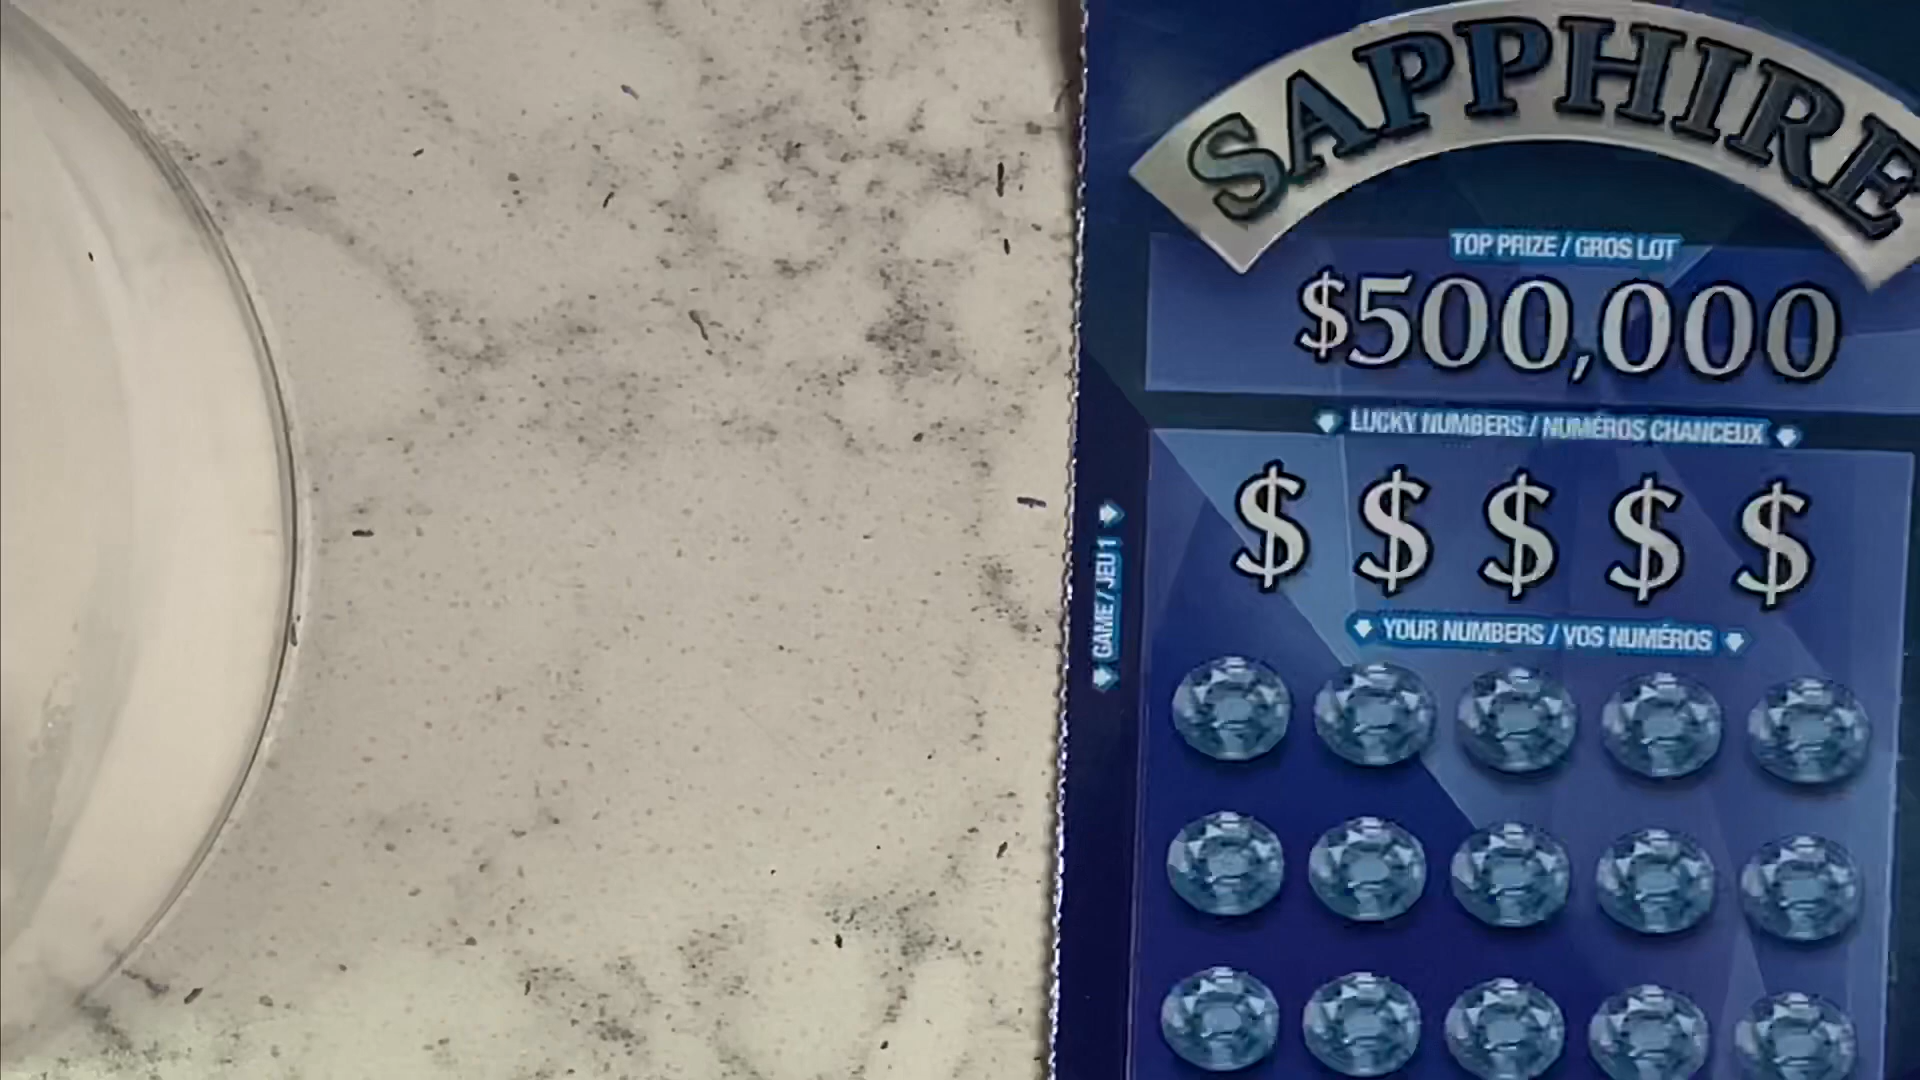 SAPPHIRE
TOP PRIZE / GROS LOT
$500,000
LUCKY NUMBERS / NUMÉROS CHANCEUX
$ $ $ $ $
GAME / JEU 1
YOUR NUMBERS / VOS NUMÉROS